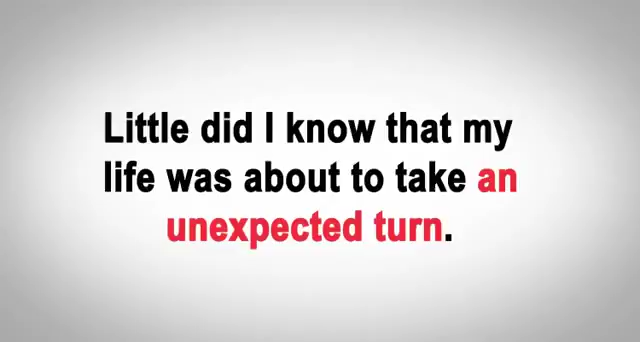 Little did I know that my
life was about to take an
unexpected turn.